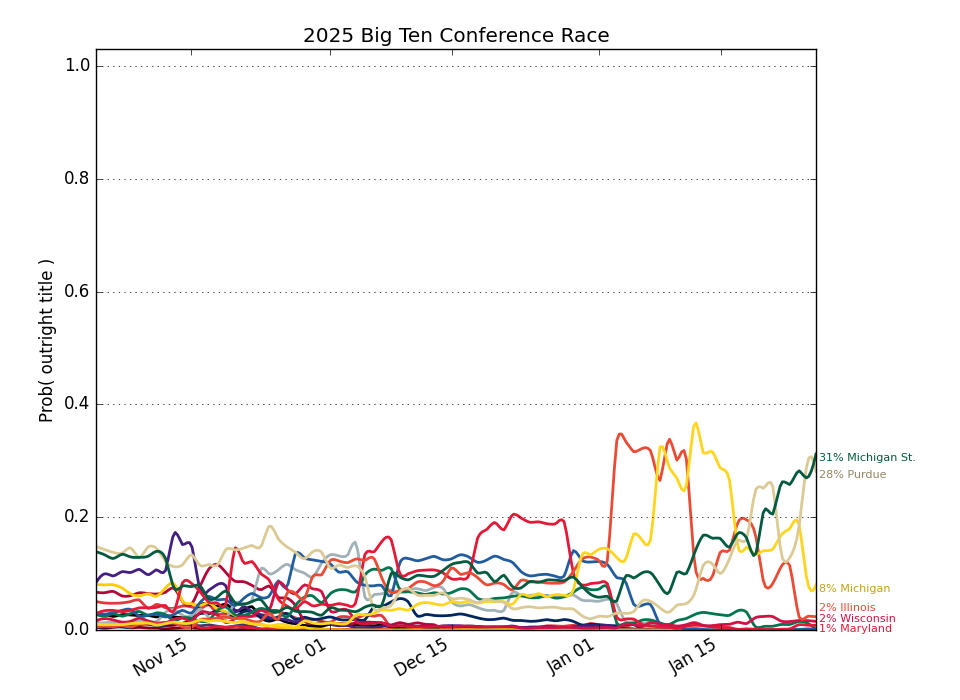 2025 Big Ten Conference Race
Prob( outright title )
1.0
0.8
0.6
0.4
0.2
0.0
31% Michigan St.
28% Purdue
8% Michigan
2% Illinois
2% Wisconsin
1% Maryland
Nov 15
Dec 01
Dec 15
Jan 01
Jan 15